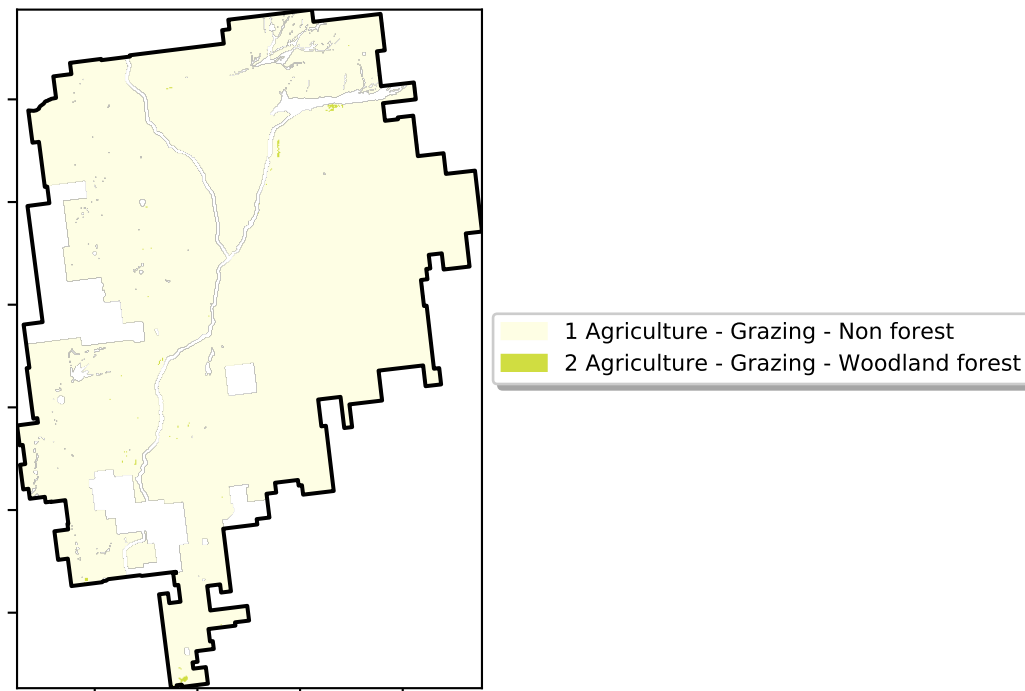 1 Agriculture - Grazing - Non forest
2 Agriculture - Grazing - Woodland forest